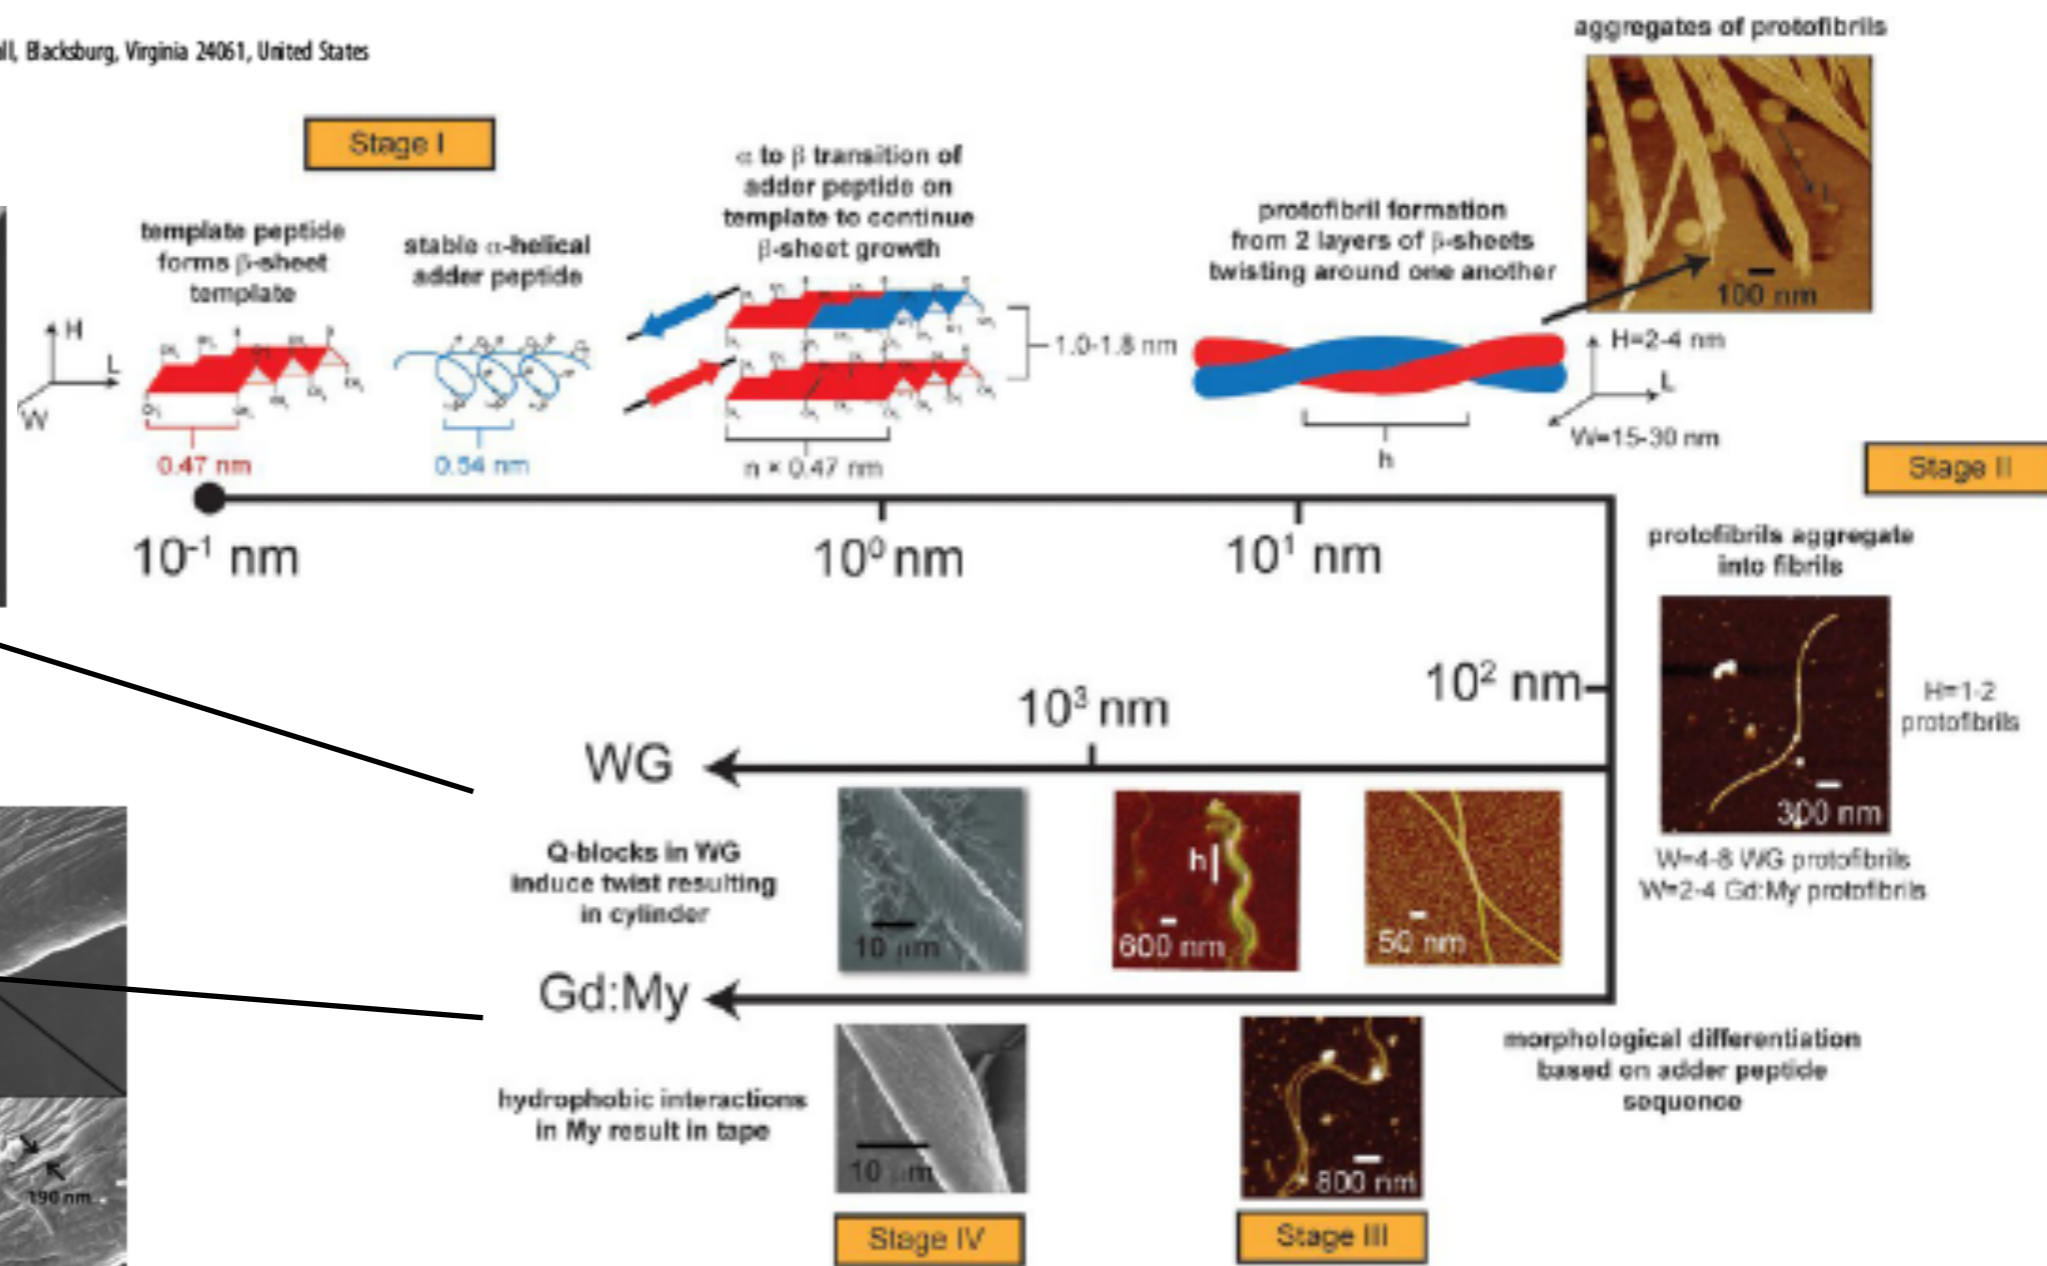 all, Blacksburg, Virginia 24061, United States
aggregates of protofibrils
100 nm
L
Stage I
template peptide
forms β-sheet
template
stable α-helical
adder peptide
α to β transition of
adder peptide on
template to continue
β-sheet growth
protofibril formation
from 2 layers of β-sheets
twisting around one another
H
L
W
0.47 nm
0.54 nm
n × 0.47 nm
1.0-1.8 nm
h
H=2-4 nm
L
W=15-30 nm
Stage II
10⁻¹ nm
10⁰ nm
10¹ nm
protofibrils aggregate
into fibrils
300 nm
H=1-2
protofibrils
W=4-8 WG protofibrils
W=2-4 Gd:My protofibrils
10² nm
10³ nm
WG
Q-blocks in WG
induce twist resulting
in cylinder
10 μm
h
600 nm
50 nm
Gd:My
hydrophobic interactions
in My result in tape
10 μm
800 nm
morphological differentiation
based on adder peptide
sequence
190 nm
Stage IV
Stage III